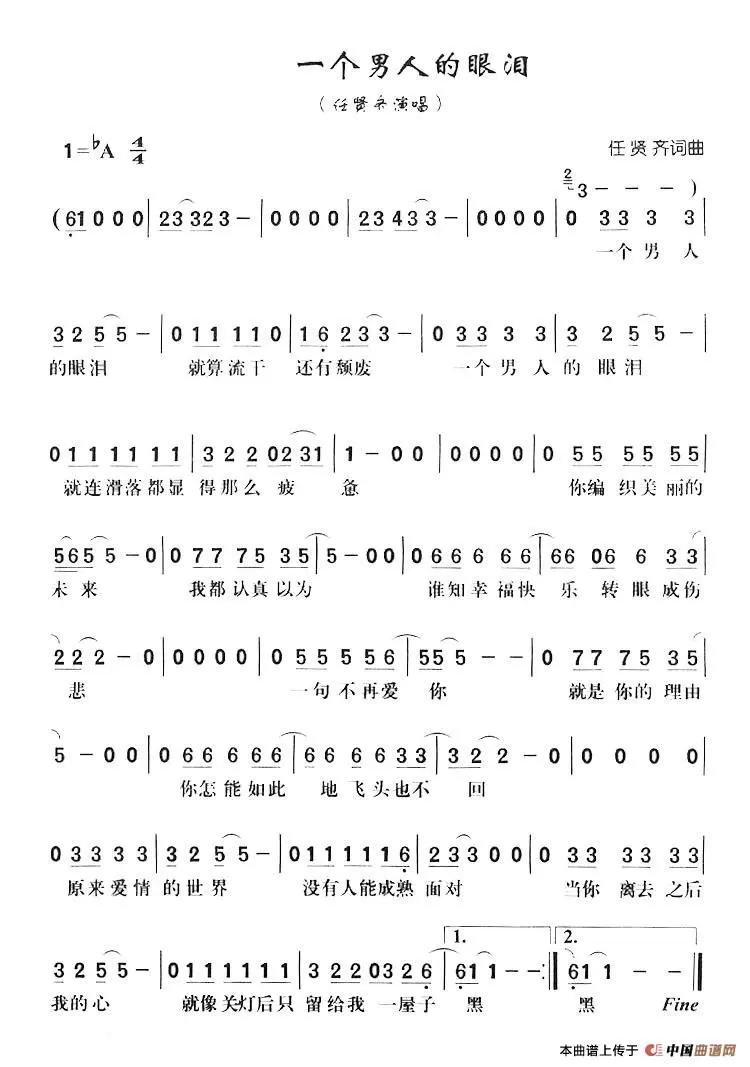 一个男人的眼泪
（任贤齐演唱）
1=♭A 4/4
任贤齐词曲
2 3 - - - )
( 61 0 0 0 | 23 323 - | 0 0 0 0 | 23 433 - | 0 0 0 0 | 0 33 3 3 |
一个 男 人
3 2 5 5 - | 0 1 1 1 1 0 | 1 6 2 3 3 - | 0 3 3 3 3 | 3 2 5 5 - |
的眼泪 就算流干 还有颓废 一个男人的 眼泪
0 1 1 1 1 1 1 | 3 2 2 0 2 3 1 | 1 - 0 0 | 0 0 0 0 | 0 55 55 55 |
就连滑落都显 得那么 疲 惫 你编 织美 丽的
5 6 5 5 - 0 | 0 77 75 35 | 5 - 0 0 | 0 6 66 66 | 66 06 6 33 |
未来 我都 认真 以为 谁知幸福快 乐 转眼 成伤
2 2 2 - 0 | 0 0 0 0 | 0 5 5 5 5 6 | 55 5 - - | 0 77 75 35 |
悲 一句不再爱 你 就是 你的 理由
5 - 0 0 | 0 6 6 6 6 6 | 6 6 6 6 3 3 | 3 2 2 - 0 | 0 0 0 0 |
你怎能如此 地飞头也不 回
0 3 3 3 3 | 3 2 5 5 - | 0 1 1 1 1 1 6 | 2 3 3 0 0 | 0 33 33 33 |
原来爱情 的世界 没有人能成熟 面对 当你 离去 之后
1. 2.
3 2 5 5 - | 0 1 1 1 1 1 1 | 3 2 2 0 3 2 6 | 61 1 - - :| 61 1 - - ‖
我的心 就像关灯后只 留给我 一屋子 黑 黑 Fine
本曲谱上传于 中国曲谱网